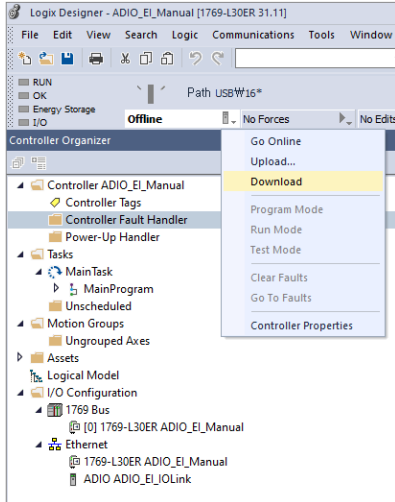 Logix Designer - ADIO_EI_Manual [1769-L30ER 31.11]
File Edit View Search Logic Communications Tools Window
RUN
OK
Energy Storage
I/O
Path USB₩16*
Offline
No Forces
No Edits
Controller Organizer
Go Online
Upload...
Download
Program Mode
Run Mode
Test Mode
Clear Faults
Go To Faults
Controller Properties
Controller ADIO_EI_Manual
Controller Tags
Controller Fault Handler
Power-Up Handler
Tasks
MainTask
MainProgram
Unscheduled
Motion Groups
Ungrouped Axes
Assets
Logical Model
I/O Configuration
1769 Bus
[0] 1769-L30ER ADIO_EI_Manual
Ethernet
1769-L30ER ADIO_EI_Manual
ADIO ADIO_EI_IOLink